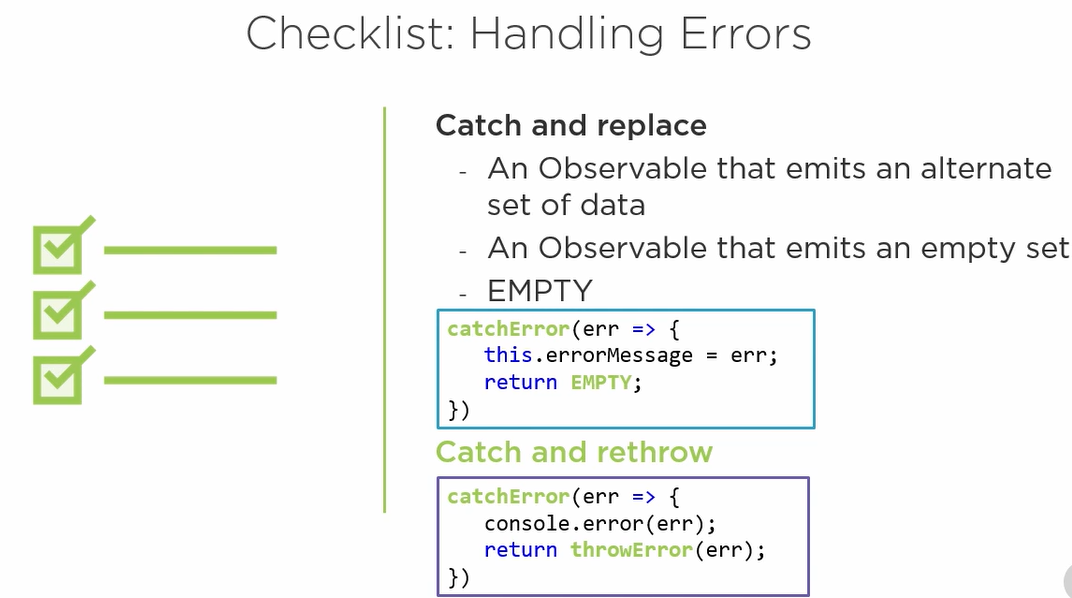 Checklist: Handling Errors
Catch and replace
- An Observable that emits an alternate
set of data
- An Observable that emits an empty set
- EMPTY
catchError(err => {
this.errorMessage = err;
return EMPTY;
})
Catch and rethrow
catchError(err => {
console.error(err);
return throwError(err);
})